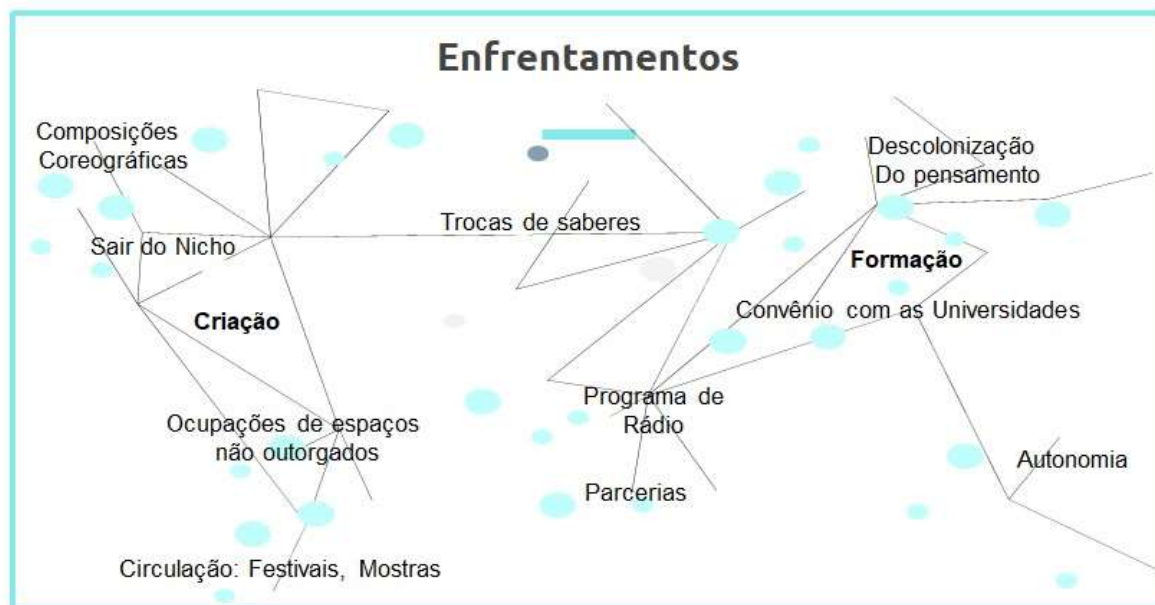 Enfrentamentos
Composições
Coreográficas
Sair do Nicho
Criação
Ocupações de espaços
não outorgados
Circulação: Festivais, Mostras
Trocas de saberes
Programa de
Rádio
Parcerias
Descolonização
Do pensamento
Formação
Convênio com as Universidades
Autonomia